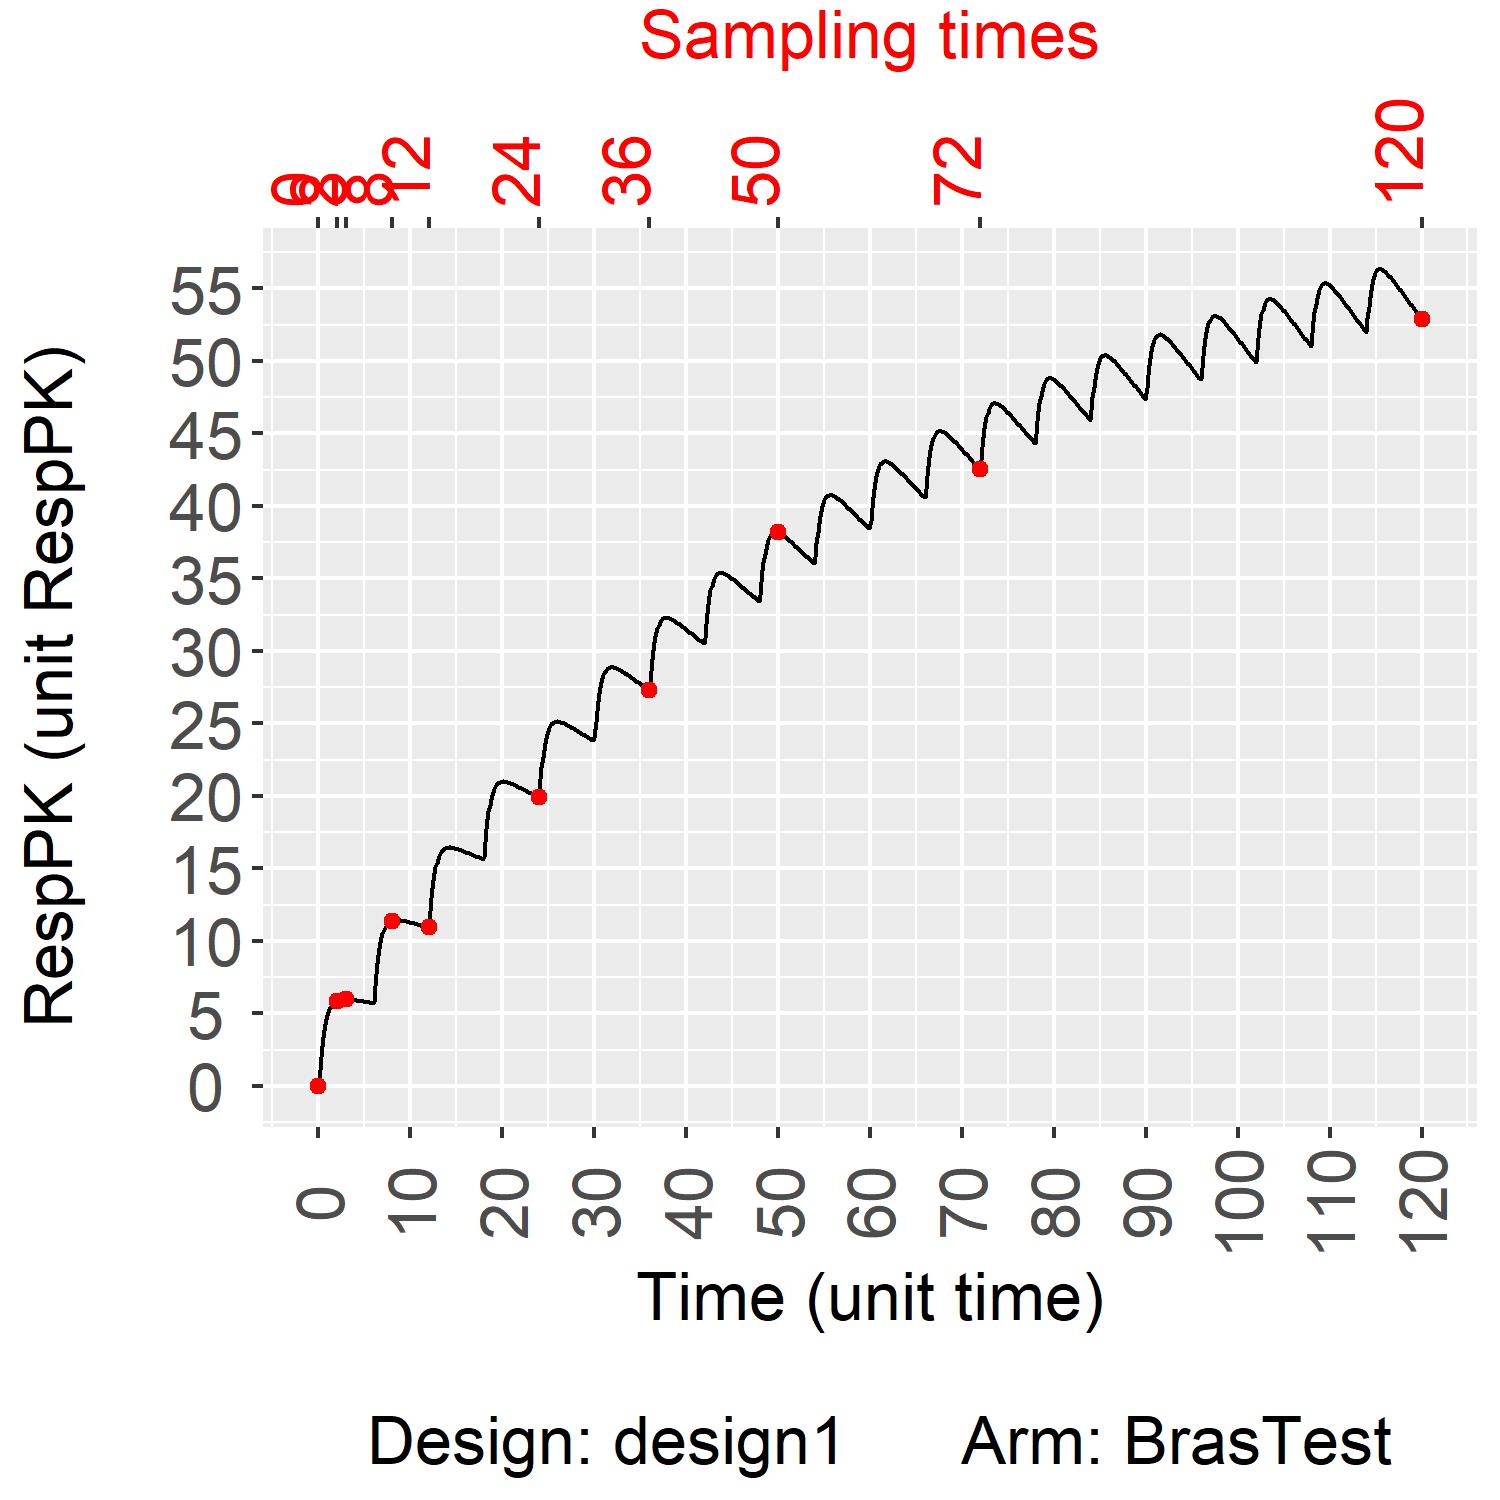 Sampling times
12 24 36 50 72 120
RespPK (unit RespPK)
55
50
45
40
35
30
25
20
15
10
5
0
0 10 20 30 40 50 60 70 80 90 100 110 120
Time (unit time)
Design: design1 Arm: BrasTest